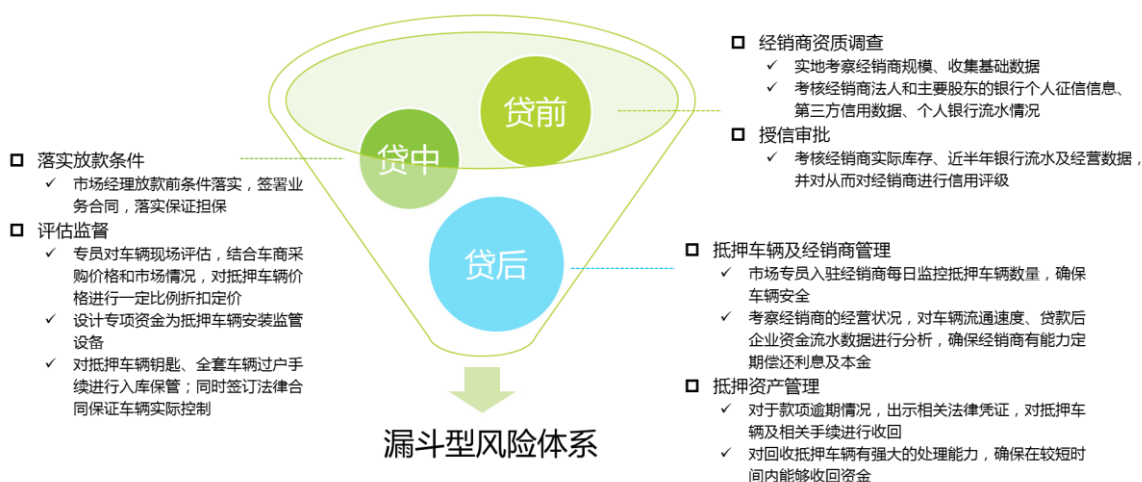 贷前
贷中
贷后
漏斗型风险体系
经销商资质调查
实地考察经销商规模、收集基础数据
考核经销商法人和主要股东的银行个人征信信息、
第三方信用数据、个人银行流水情况
授信审批
考核经销商实际库存、近半年银行流水及经营数据，
并对从而对经销商进行信用评级
落实放款条件
市场经理放款前条件落实，签署业
务合同，落实保证担保
评估监督
专员对车辆现场评估，结合车商采
购价格和市场情况，对抵押车辆价
格进行一定比例折扣定价
设计专项资金为抵押车辆安装监管
设备
对抵押车辆钥匙、全套车辆过户手
续进行入库保管；同时签订法律合
同保证车辆实际控制
抵押车辆及经销商管理
市场专员入驻经销商每日监控抵押车辆数量，确保
车辆安全
考察经销商的经营状况，对车辆流通速度、贷款后
企业资金流水数据进行分析，确保经销商有能力定
期偿还利息及本金
抵押资产管理
对于款项逾期情况，出示相关法律凭证，对抵押车
辆及相关手续进行收回
对回收抵押车辆有强大的处理能力，确保在较短时
间内能够收回资金